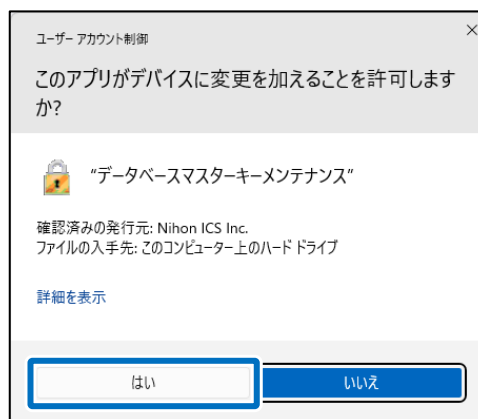 ユーザー アカウント制御
このアプリがデバイスに変更を加えることを許可します
か?
“データベースマスターキーメンテナンス”
確認済みの発行元: Nihon ICS Inc.
ファイルの入手先: このコンピューター上のハード ドライブ
詳細を表示
はい
いいえ